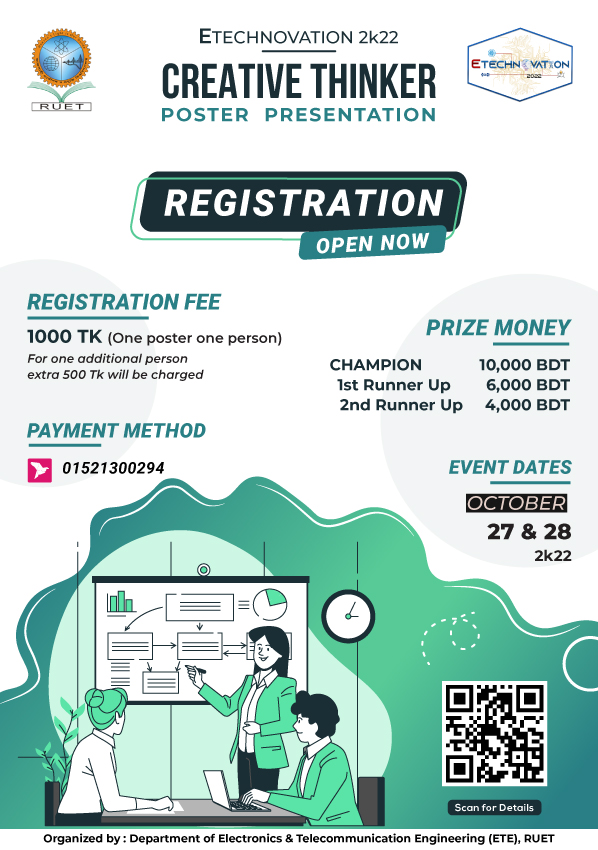 ETECHNOVATION 2k22
CREATIVE THINKER
POSTER PRESENTATION
RUET
ETECHNOVATION
2022
REGISTRATION
OPEN NOW
REGISTRATION FEE
1000 TK (One poster one person)
For one additional person
extra 500 Tk will be charged
PRIZE MONEY
CHAMPION 10,000 BDT
1st Runner Up 6,000 BDT
2nd Runner Up 4,000 BDT
PAYMENT METHOD
01521300294
EVENT DATES
OCTOBER
27 & 28
2k22
Scan for Details
Organized by : Department of Electronics & Telecommunication Engineering (ETE), RUET